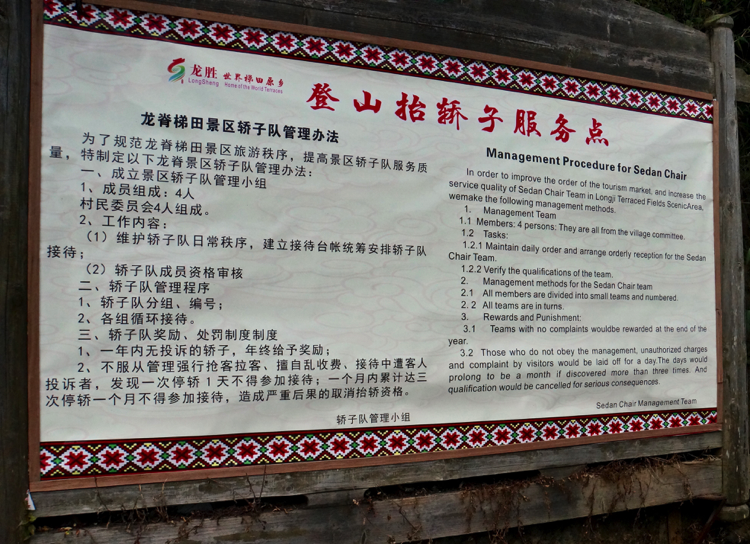 龙胜 世界梯田原乡
LongSheng Home of the World Terraces
登山抬轿子服务点
龙脊梯田景区轿子队管理办法
为了规范龙脊梯田景区旅游秩序，提高景区轿子队服务质
量，特制定以下龙脊景区轿子队管理办法：
一、成立景区轿子队管理小组
1、成员组成：4人
村民委员会4人组成。
2、工作内容：
（1）维护轿子队日常秩序，建立接待台帐统筹安排轿子队
接待；
（2）轿子队成员资格审核
二、轿子队管理程序
1、轿子队分组、编号；
2、各组循环接待。
三、轿子队奖励、处罚制度制度
1、一年内无投诉的轿子，年终给予奖励；
2、不服从管理强行抢客拉客、擅自乱收费、接待中遭客人
投诉者，发现一次停轿1天不得参加接待；一个月内累计达三
次停轿一个月不得参加接待，造成严重后果的取消抬轿资格。
轿子队管理小组
Management Procedure for Sedan Chair
In order to improve the order of the tourism market, and increase the
service quality of Sedan Chair Team in Longji Terraced Fields ScenicArea,
wemake the following management methods.
1. Management Team
1.1 Members: 4 persons; They are all from the village committee.
1.2 Tasks:
1.2.1 Maintain daily order and arrange orderly reception for the Sedan
Chair Team.
1.2.2 Verify the qualifications of the team.
2. Management methods for the Sedan Chair team
2.1 All members are divided into small teams and numbered.
2. 2 All teams are in turns.
3. Rewards and Punishment:
3.1 Teams with no complaints wouldbe rewarded at the end of the
year.
3.2 Those who do not obey the management, unauthorized charges
and complaint by visitors would be laid off for a day.The days would
prolong to be a month if discovered more than three times. And
qualification would be cancelled for serious consequences.
Sedan Chair Management Team